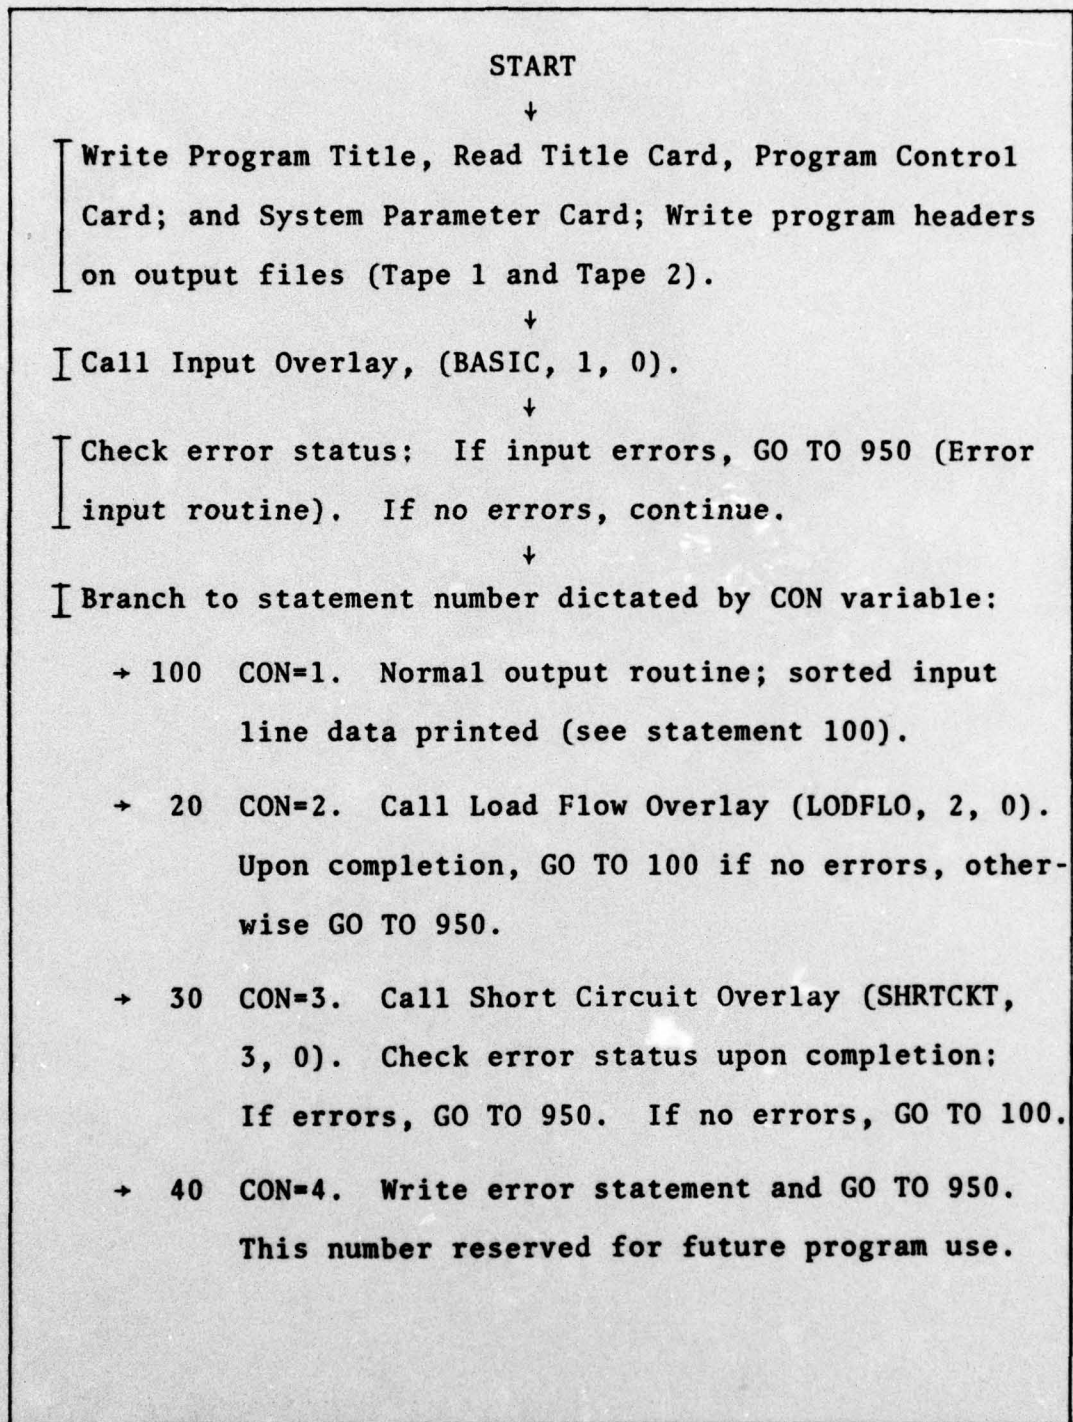 START
↓
Write Program Title, Read Title Card, Program Control
Card; and System Parameter Card; Write program headers
on output files (Tape 1 and Tape 2).
↓
Call Input Overlay, (BASIC, 1, 0).
↓
Check error status: If input errors, GO TO 950 (Error
input routine). If no errors, continue.
↓
Branch to statement number dictated by CON variable:
→ 100 CON=1. Normal output routine; sorted input
line data printed (see statement 100).
→ 20 CON=2. Call Load Flow Overlay (LODFLO, 2, 0).
Upon completion, GO TO 100 if no errors, other-
wise GO TO 950.
→ 30 CON=3. Call Short Circuit Overlay (SHRTCKT,
3, 0). Check error status upon completion:
If errors, GO TO 950. If no errors, GO TO 100.
→ 40 CON=4. Write error statement and GO TO 950.
This number reserved for future program use.